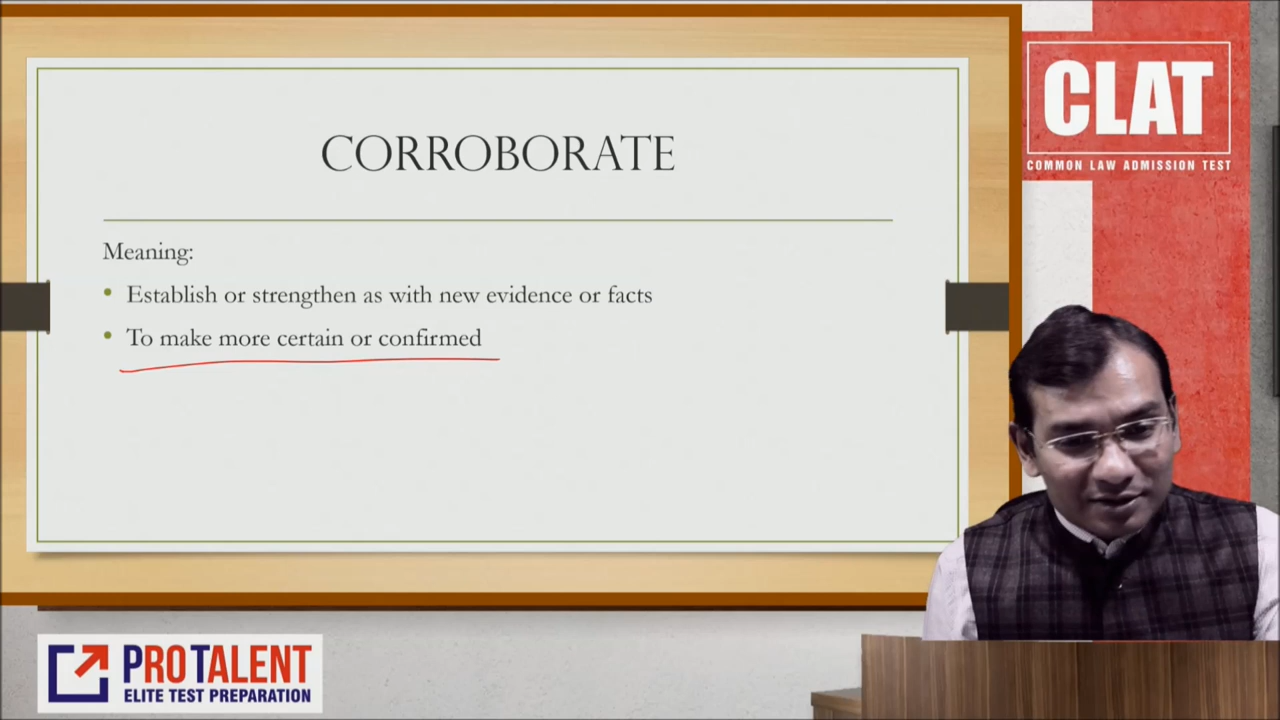 CORROBORATE
Meaning:
• Establish or strengthen as with new evidence or facts
• To make more certain or confirmed
CLAT
COMMON LAW ADMISSION TEST
PROTALENT
ELITE TEST PREPARATION